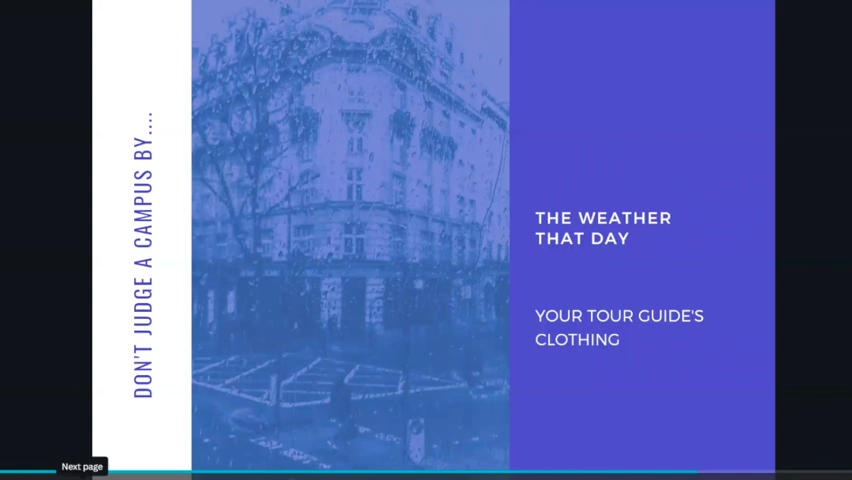 DON'T JUDGE A CAMPUS BY....
THE WEATHER
THAT DAY
YOUR TOUR GUIDE'S
CLOTHING
Next page